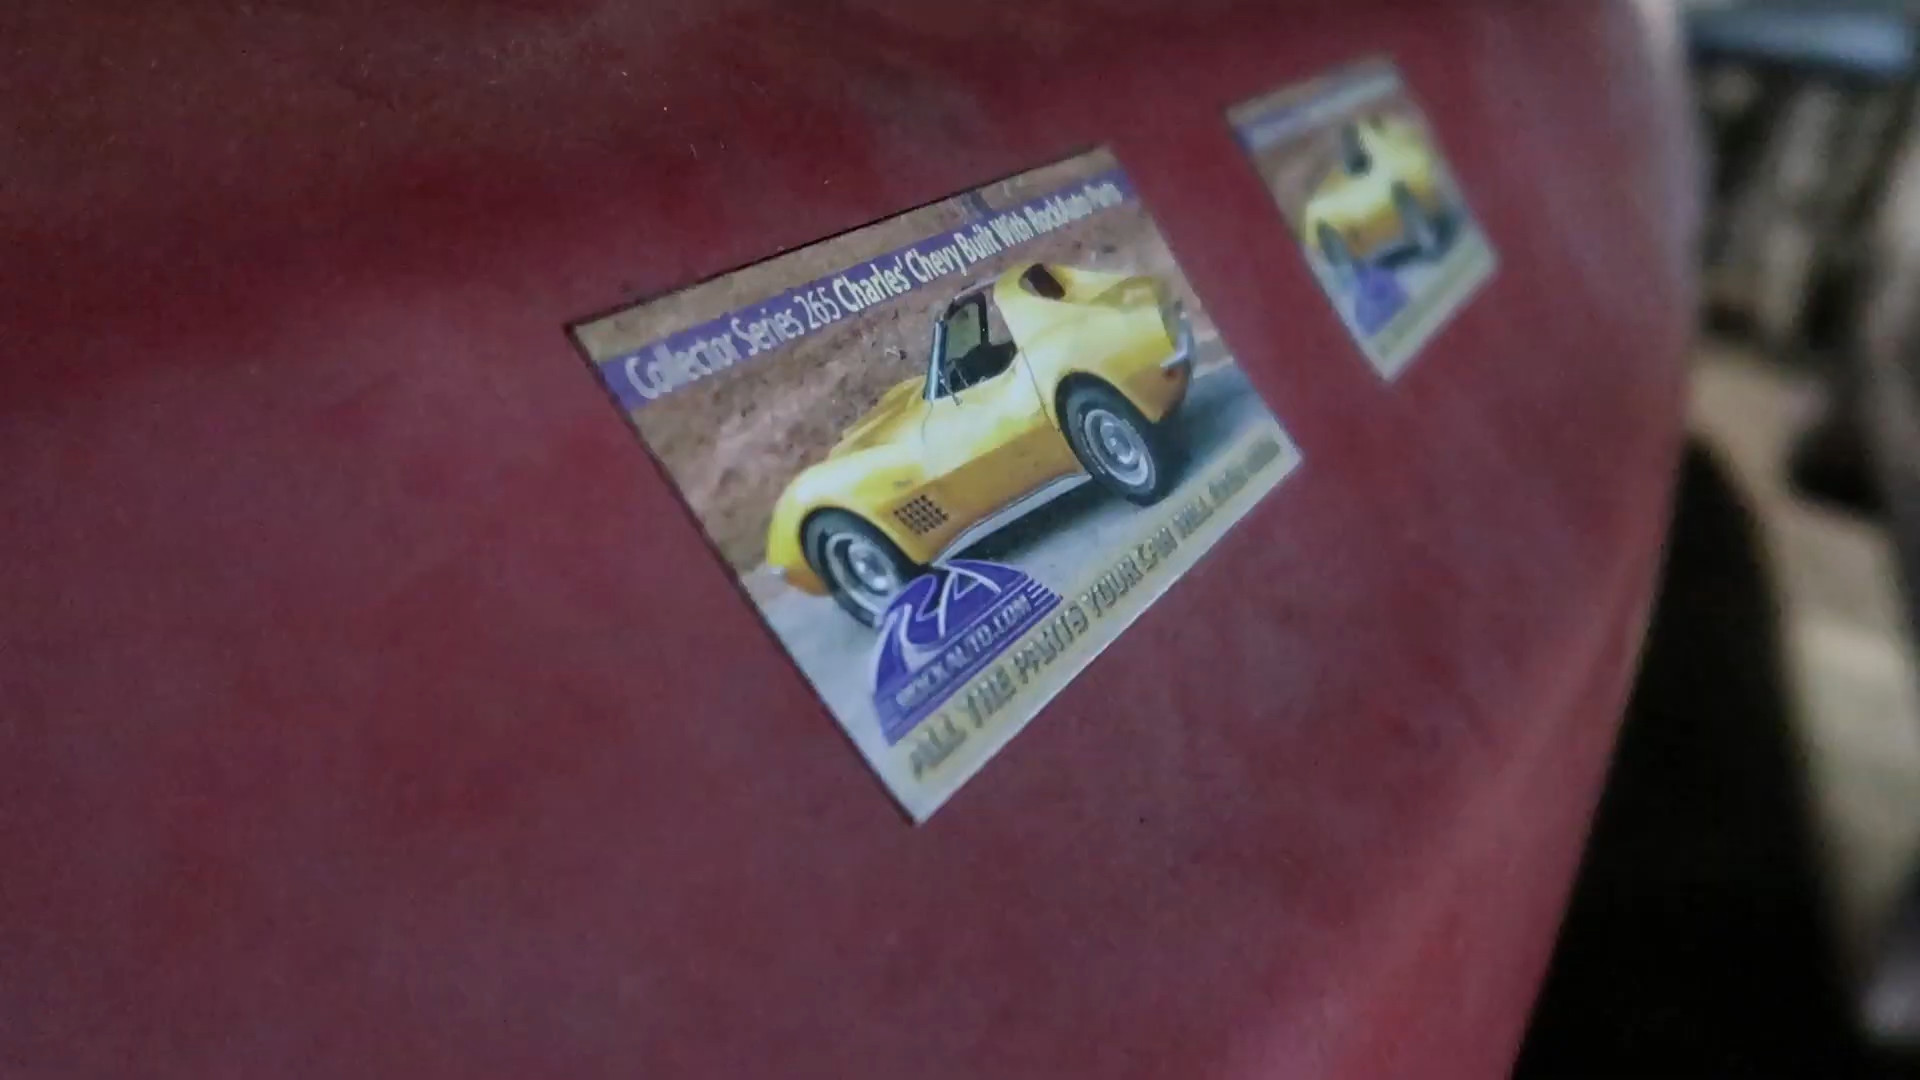 Collector Series 265 Charles' Chevy Built With RockAuto Parts
RA
ROCKAUTO.COM
ALL THE PARTS YOUR CAR WILL EVER NEED